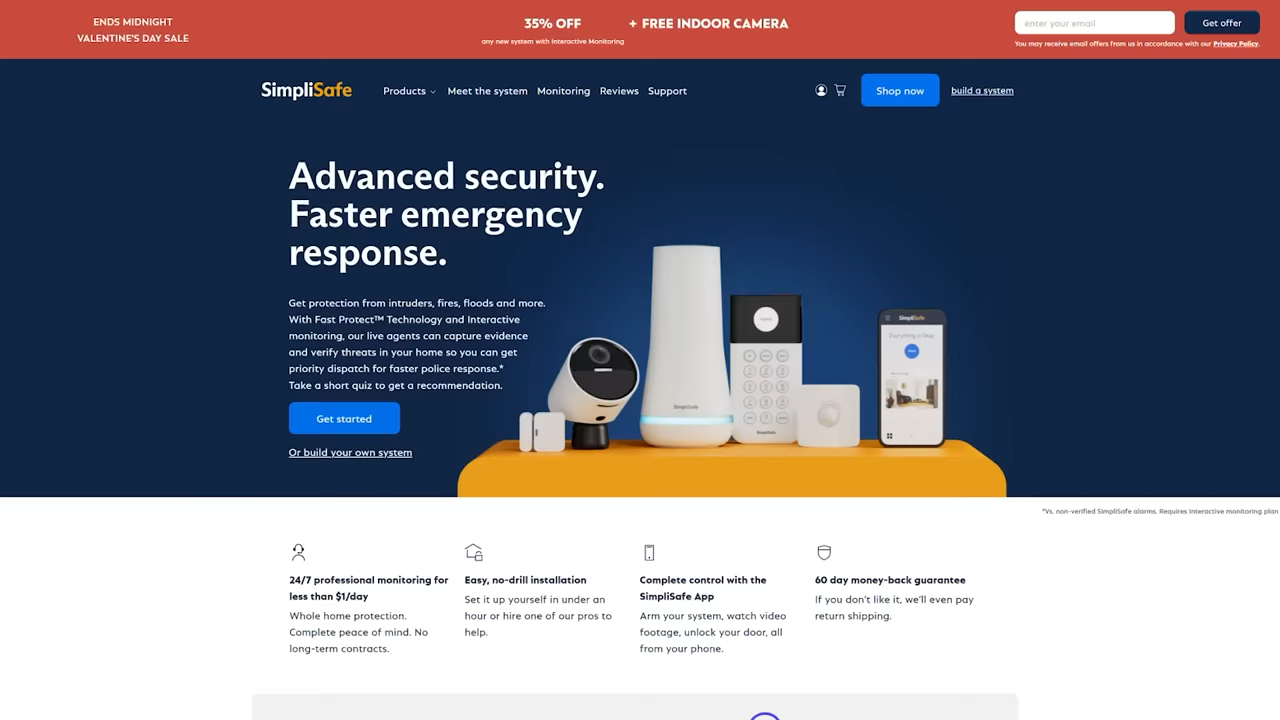 ENDS MIDNIGHT
VALENTINE'S DAY SALE
35% OFF + FREE INDOOR CAMERA
any new system with Interactive Monitoring
enter your email
Get offer
You may receive email offers from us in accordance with our Privacy Policy.
SimpliSafe
Products
Meet the system
Monitoring
Reviews
Support
Shop now
build a system
Advanced security.
Faster emergency
response.
Get protection from intruders, fires, floods and more.
With Fast Protect™ Technology and Interactive
monitoring, our live agents can capture evidence
and verify threats in your home so you can get
priority dispatch for faster police response.*
Take a short quiz to get a recommendation.
Get started
Or build your own system
SimpliSafe
SimpliSafe
SimpliSafe
Everything is Okay
*Vs. non-verified SimpliSafe alarms. Requires Interactive monitoring plan
24/7 professional monitoring for
less than $1/day
Whole home protection.
Complete peace of mind. No
long-term contracts.
Easy, no-drill installation
Set it up yourself in under an
hour or hire one of our pros to
help.
Complete control with the
SimpliSafe App
Arm your system, watch video
footage, unlock your door, all
from your phone.
60 day money-back guarantee
If you don't like it, we'll even pay
return shipping.